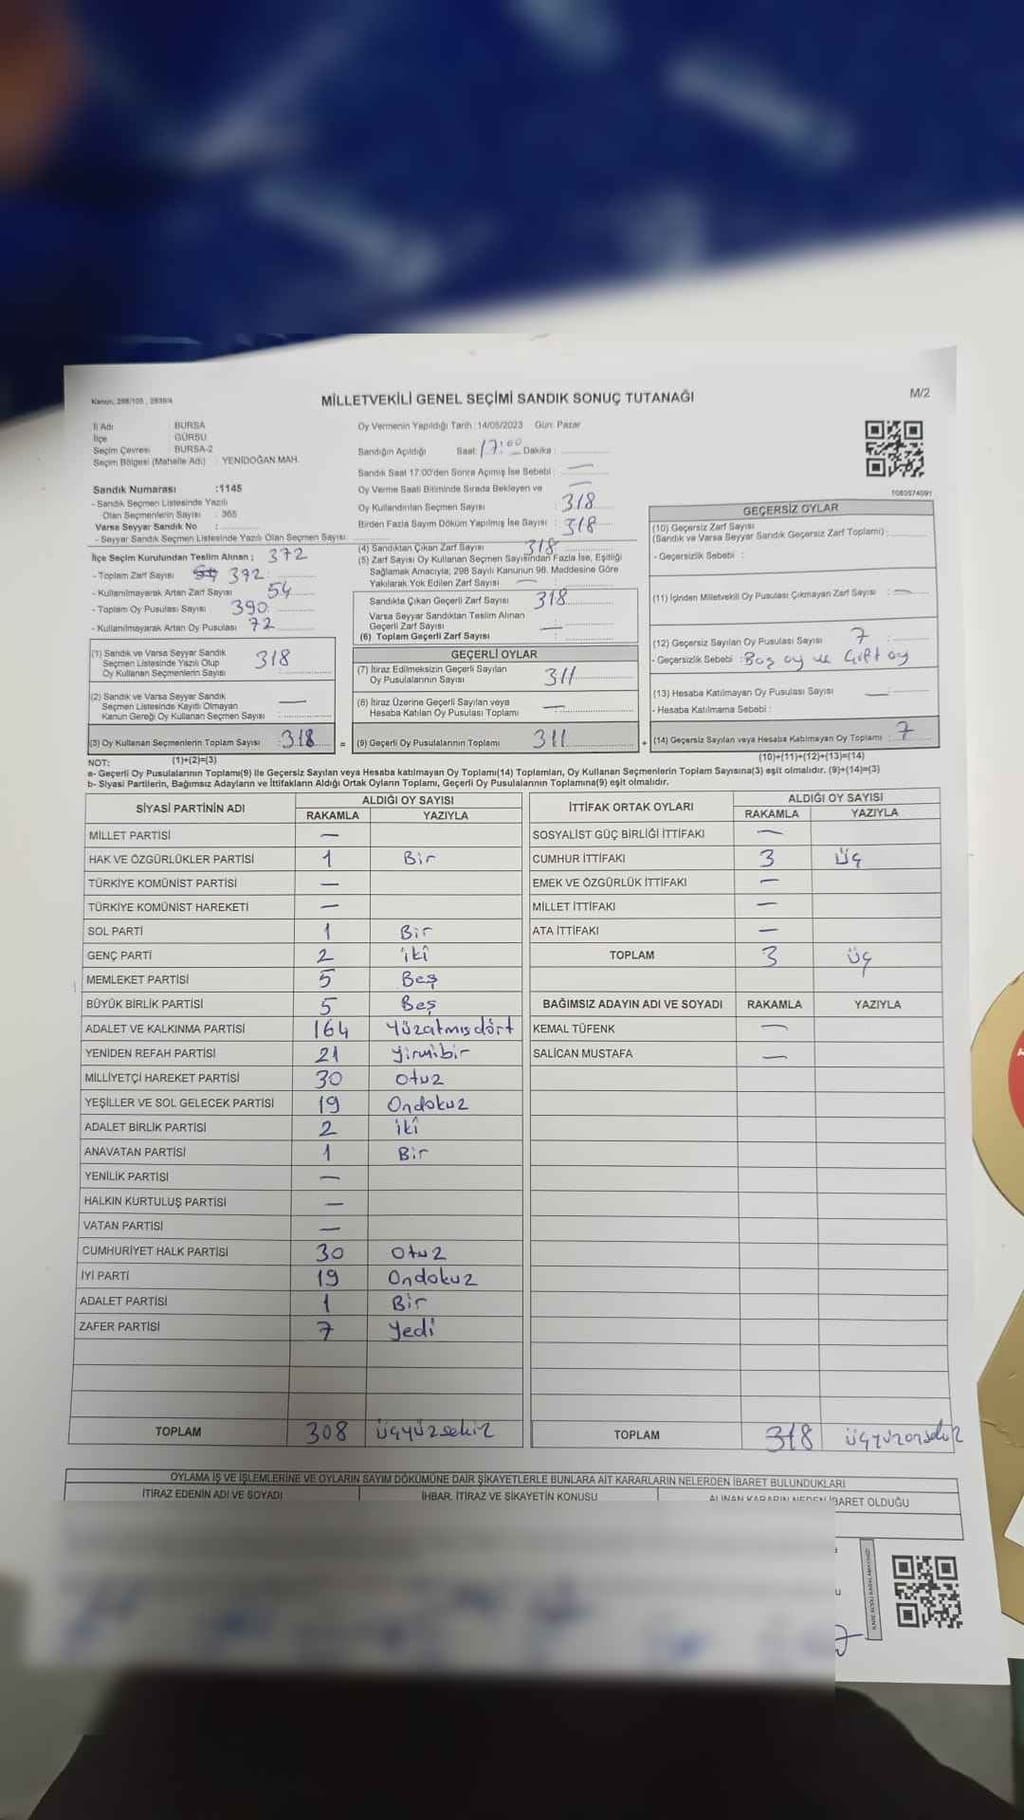 Kanun, 298/105 , 2839/4
MİLLETVEKİLİ GENEL SEÇİMİ SANDIK SONUÇ TUTANAĞI
M/2
İl Adı : BURSA
İlçe : GÜRSU
Seçim Çevresi : BURSA-2
Seçim Bölgesi (Mahalle Adı) : YENİDOĞAN MAH.
Sandık Numarası :1145
- Sandık Seçmen Listesinde Yazılı
Olan Seçmenlerin Sayısı : 365
Varsa Seyyar Sandık No :
- Seyyar Sandık Seçmen Listesinde Yazılı Olan Seçmen Sayısı:
Oy Vermenin Yapıldığı Tarih :14/05/2023 Gün: Pazar
Sandığın Açıldığı Saat: 17:00 Dakika :
Sandık Saat 17:00'den Sonra Açılmış İse Sebebi : —
Oy Verme Saati Bitiminde Sırada Bekleyen ve —
Oy Kullandırılan Seçmen Sayısı : 318
Birden Fazla Sayım Döküm Yapılmış İse Sayısı : 318
1080574091
İlçe Seçim Kurulundan Teslim Alınan : 372
- Toplam Zarf Sayısı 392
- Kullanılmayarak Artan Zarf Sayısı 54
- Toplam Oy Pusulası Sayısı : 390
- Kullanılmayarak Artan Oy Pusulası 72
(1) Sandık ve Varsa Seyyar Sandık
Seçmen Listesinde Yazılı Olup
Oy Kullanan Seçmenlerin Sayısı 318
(2) Sandık ve Varsa Seyyar Sandık
Seçmen Listesinde Kayıtlı Olmayan
Kanun Gereği Oy Kullanan Seçmen Sayısı : —
(3) Oy Kullanan Seçmenlerin Toplam Sayısı : 318 =
(4) Sandıktan Çıkan Zarf Sayısı 318
(5) Zarf Sayısı Oy Kullanan Seçmen Sayısından Fazla İse, Eşitliği
Sağlamak Amacıyla; 298 Sayılı Kanunun 98. Maddesine Göre
Yakılarak Yok Edilen Zarf Sayısı —
Sandıkta Çıkan Geçerli Zarf Sayısı 318
Varsa Seyyar Sandıktan Teslim Alınan
Geçerli Zarf Sayısı : —
(6) Toplam Geçerli Zarf Sayısı :
GEÇERLİ OYLAR
(7) İtiraz Edilmeksizin Geçerli Sayılan
Oy Pusulalarının Sayısı : 311
(8) İtiraz Üzerine Geçerli Sayılan veya
Hesaba Katılan Oy Pusulası Toplamı : —
(9) Geçerli Oy Pusulalarının Toplamı : 311 +
GEÇERSİZ OYLAR
(10) Geçersiz Zarf Sayısı
(Sandık ve Varsa Seyyar Sandık Geçersiz Zarf Toplamı) :
- Geçersizlik Sebebi :
(11) İçinden Milletvekili Oy Pusulası Çıkmayan Zarf Sayısı : —
(12) Geçersiz Sayılan Oy Pusulası Sayısı 7
- Geçersizlik Sebebi : Boş oy ve Çift oy
(13) Hesaba Katılmayan Oy Pusulası Sayısı —
- Hesaba Katılmama Sebebi :
(14) Geçersiz Sayılan veya Hesaba Katılmayan Oy Toplamı : 7
NOT: (1)+(2)=(3) (10)+(11)+(12)+(13)=(14)
a- Geçerli Oy Pusulalarının Toplamı(9) ile Geçersiz Sayılan veya Hesaba katılmayan Oy Toplamı(14) Toplamları, Oy Kullanan Seçmenlerin Toplam Sayısına(3) eşit olmalıdır. (9)+(14)=(3)
b- Siyasi Partilerin, Bağımsız Adayların ve İttifakların Aldığı Ortak Oyların Toplamı, Geçerli Oy Pusulalarının Toplamına(9) eşit olmalıdır.
SİYASİ PARTİNİN ADI ALDIĞI OY SAYISI
RAKAMLA YAZIYLA
MİLLET PARTİSİ —
HAK VE ÖZGÜRLÜKLER PARTİSİ 1 Bir
TÜRKİYE KOMÜNİST PARTİSİ —
TÜRKİYE KOMÜNİST HAREKETİ —
SOL PARTİ 1 Bir
GENÇ PARTİ 2 iki
MEMLEKET PARTİSİ 5 Beş
BÜYÜK BİRLİK PARTİSİ 5 Beş
ADALET VE KALKINMA PARTİSİ 164 Yüzatmışdört
YENİDEN REFAH PARTİSİ 21 yirmibir
MİLLİYETÇİ HAREKET PARTİSİ 30 otuz
YEŞİLLER VE SOL GELECEK PARTİSİ 19 Ondokuz
ADALET BİRLİK PARTİSİ 2 iki
ANAVATAN PARTİSİ 1 Bir
YENİLİK PARTİSİ —
HALKIN KURTULUŞ PARTİSİ —
VATAN PARTİSİ —
CUMHURİYET HALK PARTİSİ 30 Otuz
İYİ PARTİ 19 Ondokuz
ADALET PARTİSİ 1 Bir
ZAFER PARTİSİ 7 Yedi
TOPLAM 308 üçyüzsekiz
İTTİFAK ORTAK OYLARI ALDIĞI OY SAYISI
RAKAMLA YAZIYLA
SOSYALİST GÜÇ BİRLİĞİ İTTİFAKI —
CUMHUR İTTİFAKI 3 Üç
EMEK VE ÖZGÜRLÜK İTTİFAKI —
MİLLET İTTİFAKI —
ATA İTTİFAKI —
TOPLAM 3 üç
BAĞIMSIZ ADAYIN ADI VE SOYADI RAKAMLA YAZIYLA
KEMAL TÜFENK —
SALİCAN MUSTAFA —
TOPLAM 318
OYLAMA İŞ VE İŞLEMLERİNE VE OYLARIN SAYIM DÖKÜMÜNE DAİR ŞİKAYETLERLE BUNLARA AİT KARARLARIN NELERDEN İBARET BULUNDUKLARI
İTİRAZ EDENİN ADI VE SOYADI İHBAR, İTİRAZ VE ŞİKAYETİN KONUSU ALINAN KARARIN NEDEN İBARET OLDUĞU